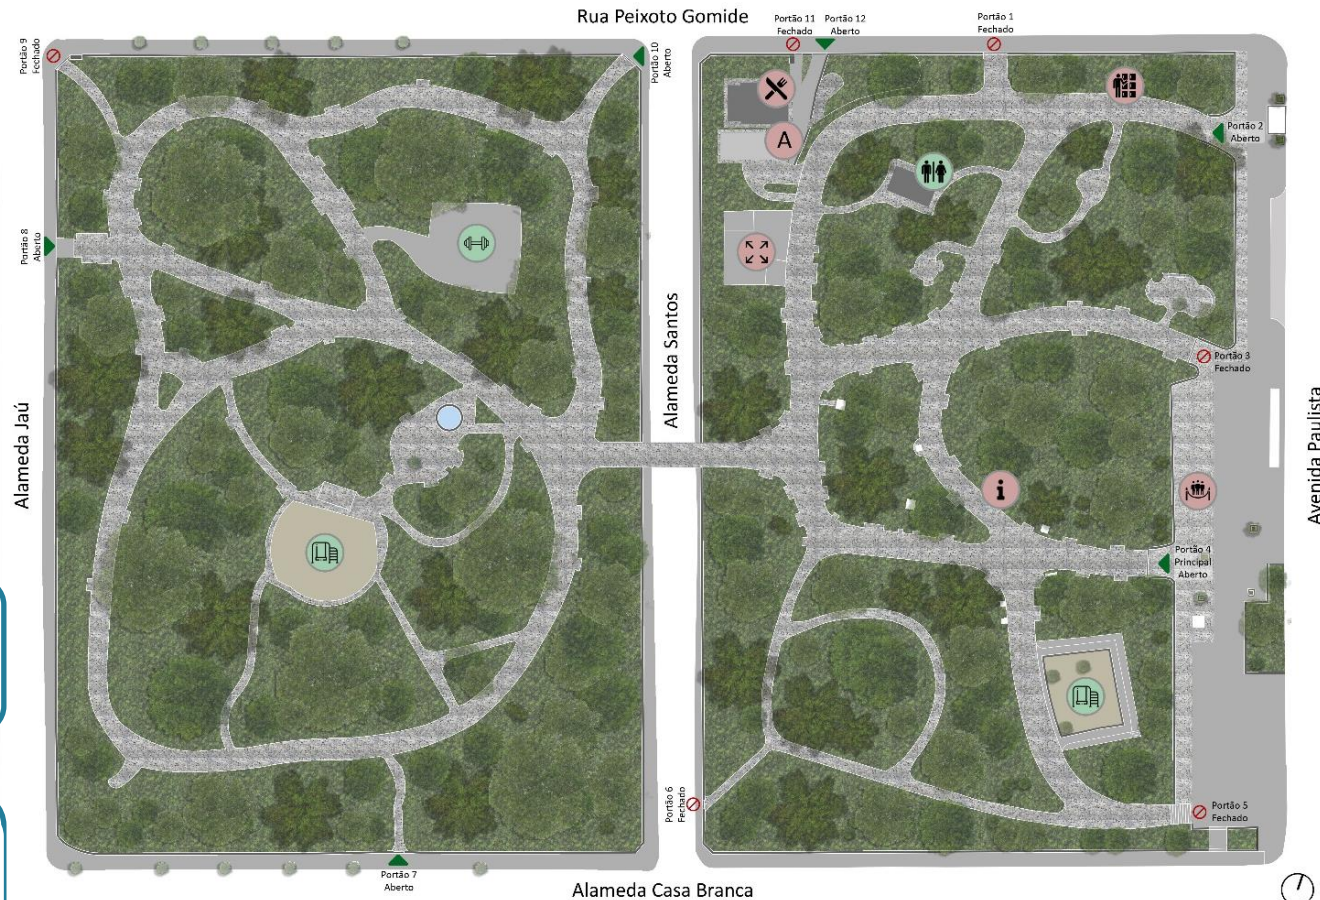 Rua Peixoto Gomide
Portão 9
Fechado
Portão 10
Aberto
Portão 11
Fechado
Portão 12
Aberto
Portão 1
Fechado
Portão 2
Aberto
A
Portão 8
Aberto
Alameda Jaú
Alameda Santos
Portão 3
Fechado
Avenida Paulista
i
Portão 4
Principal
Aberto
Portão 6
Fechado
Portão 5
Fechado
Portão 7
Aberto
Alameda Casa Branca